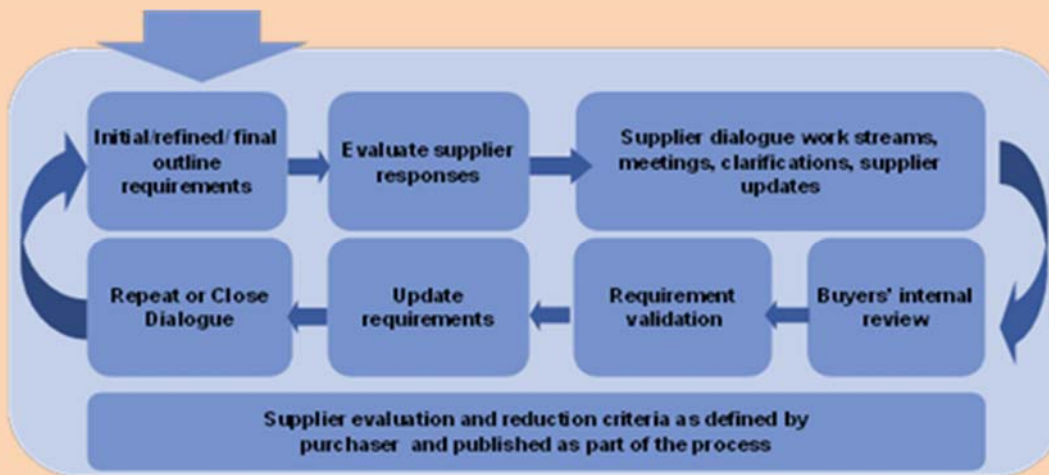 Initial/refined/ final
outline
requirements
Evaluate supplier
responses
Supplier dialogue work streams,
meetings, clarifications, supplier
updates
Repeat or Close
Dialogue
Update
requirements
Requirement
validation
Buyers' internal
review
Supplier evaluation and reduction criteria as defined by
purchaser and published as part of the process